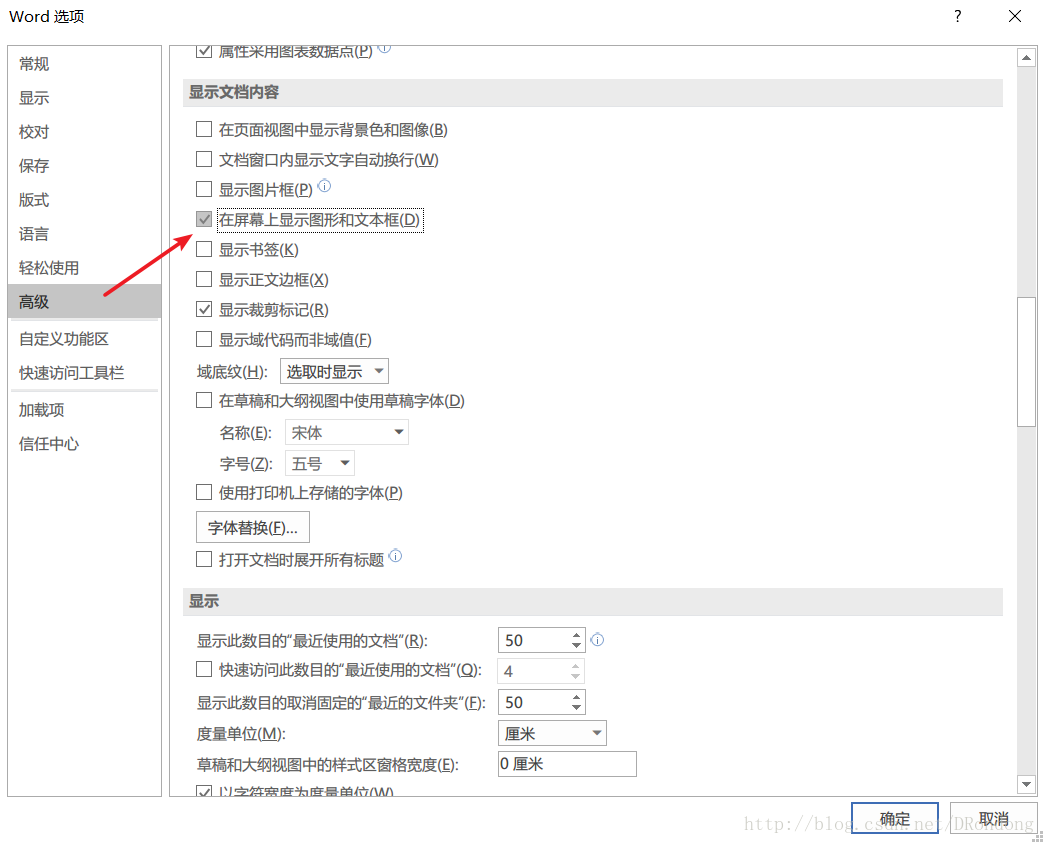 Word 选项
?
常规
显示
校对
保存
版式
语言
轻松使用
高级
自定义功能区
快速访问工具栏
加载项
信任中心
属性采用图表数据点(P)
显示文档内容
在页面视图中显示背景色和图像(B)
文档窗口内显示文字自动换行(W)
显示图片框(P)
在屏幕上显示图形和文本框(D)
显示书签(K)
显示正文边框(X)
显示裁剪标记(R)
显示域代码而非域值(F)
域底纹(H): 选取时显示
在草稿和大纲视图中使用草稿字体(D)
名称(E): 宋体
字号(Z): 五号
使用打印机上存储的字体(P)
字体替换(F)...
打开文档时展开所有标题
显示
显示此数目的“最近使用的文档”(R): 50
快速访问此数目的“最近使用的文档”(Q): 4
显示此数目的取消固定的“最近的文件夹”(F): 50
度量单位(M): 厘米
草稿和大纲视图中的样式区窗格宽度(E): 0 厘米
以字符宽度为度量单位(W)
确定 取消
http://blog.csdn.net/DRondong